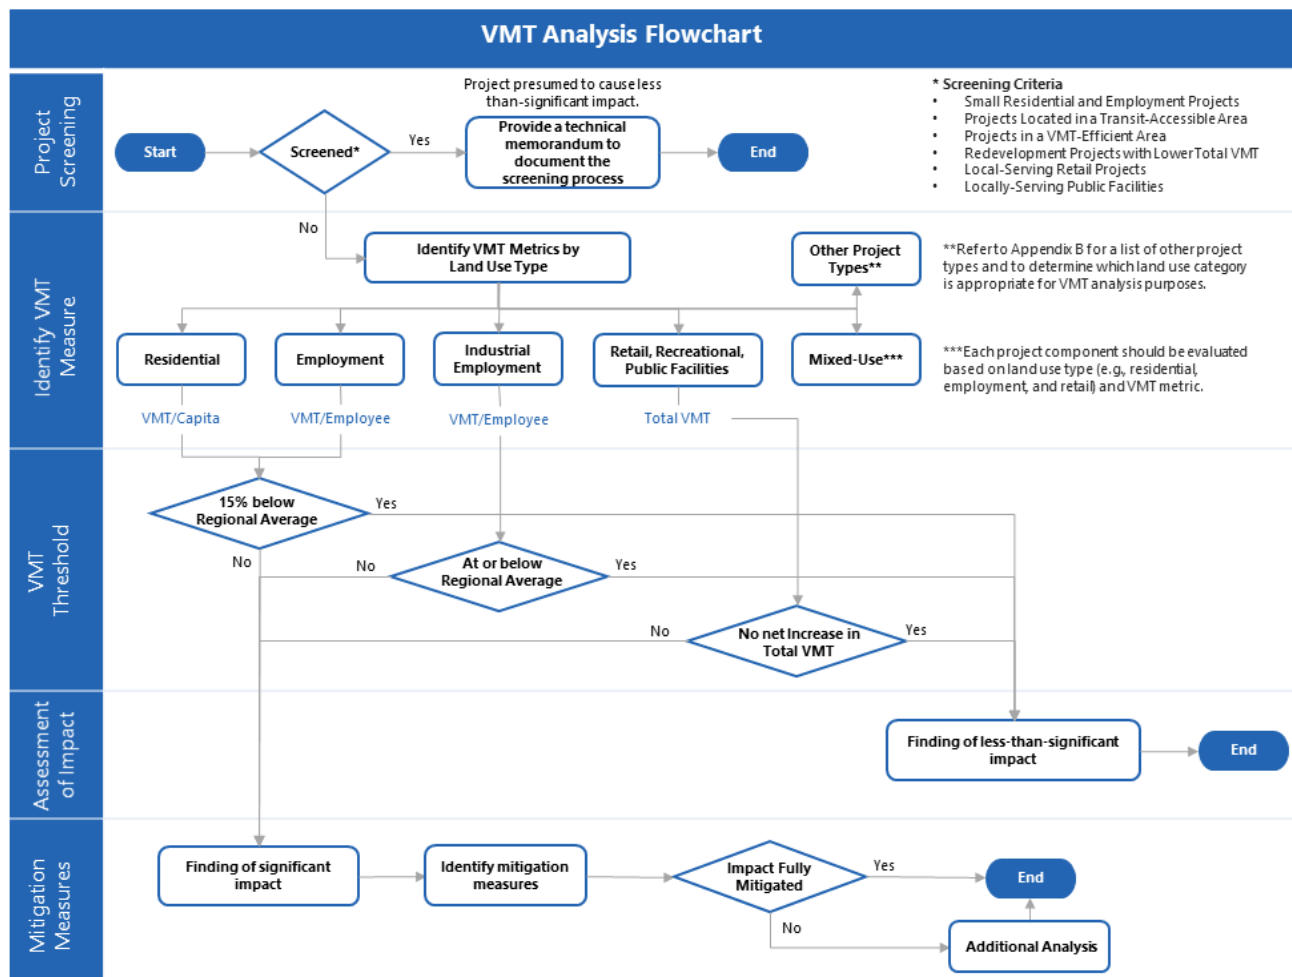 VMT Analysis Flowchart
Project
Screening
Project presumed to cause less
than-significant impact.
Start
Screened*
Yes
Provide a technical
memorandum to
document the
screening process
End
* Screening Criteria
• Small Residential and Employment Projects
• Projects Located in a Transit-Accessible Area
• Projects in a VMT-Efficient Area
• Redevelopment Projects with Lower Total VMT
• Local-Serving Retail Projects
• Locally-Serving Public Facilities
No
Identify VMT
Measure
Identify VMT Metrics by
Land Use Type
Other Project
Types**
**Refer to Appendix B for a list of other project
types and to determine which land use category
is appropriate for VMT analysis purposes.
Residential
Employment
Industrial
Employment
Retail, Recreational,
Public Facilities
Mixed-Use***
***Each project component should be evaluated
based on land use type (e.g., residential,
employment, and retail) and VMT metric.
VMT/Capita
VMT/Employee
VMT/Employee
Total VMT
VMT
Threshold
15% below
Regional Average
Yes
No
At or below
Regional Average
No
Yes
No net Increase in
Total VMT
No
Yes
Assessment
of Impact
Finding of less-than-significant
impact
End
Mitigation
Measures
Finding of significant
impact
Identify mitigation
measures
Impact Fully
Mitigated
Yes
End
No
Additional Analysis